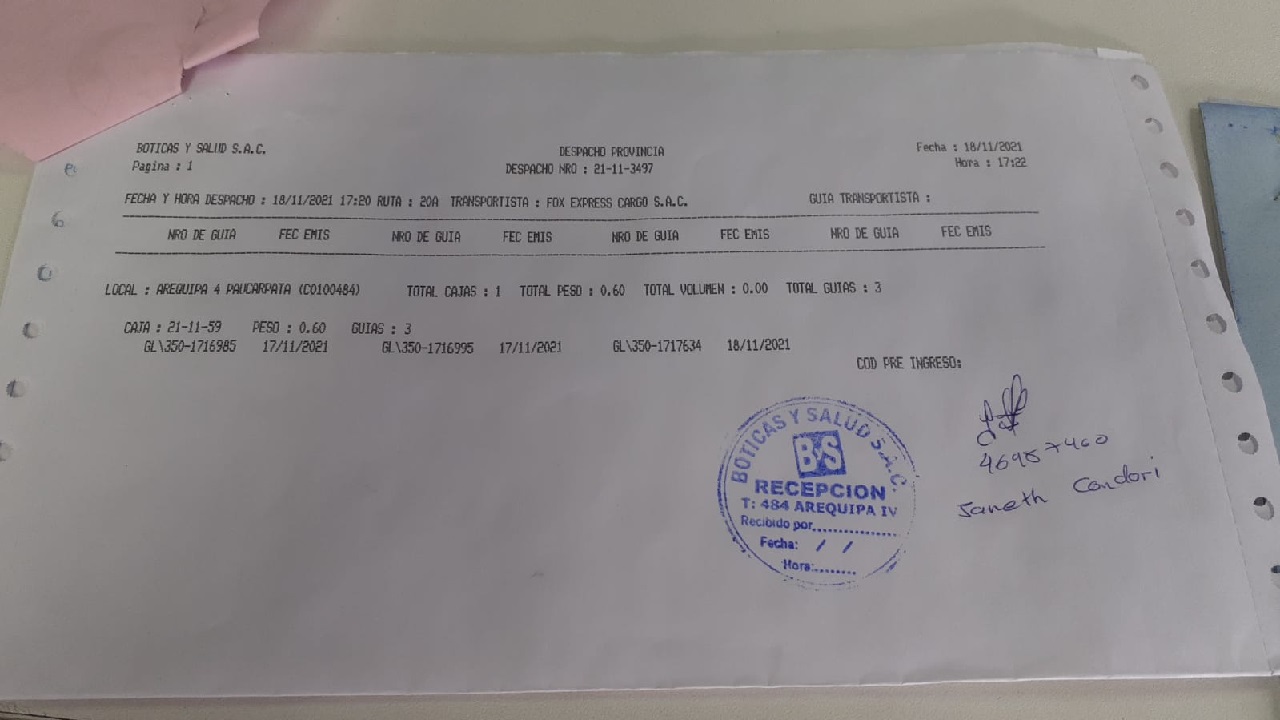 BOTICAS Y SALUD S.A.C.
DESPACHO PROVINCIA
Fecha : 18/11/2021
Pagina : 1
DESPACHO NRO : 21-11-3497
Hora : 17:22
FECHA Y HORA DESPACHO : 18/11/2021 17:20 RUTA : 20A TRANSPORTISTA : FOX EXPRESS CARGO S.A.C. GUIA TRANSPORTISTA :
NRO DE GUIA FEC EMIS NRO DE GUIA FEC EMIS NRO DE GUIA FEC EMIS NRO DE GUIA FEC EMIS
LOCAL : AREQUIPA 4 PAUCARPATA (C0100484) TOTAL CAJAS : 1 TOTAL PESO : 0.60 TOTAL VOLUMEN : 0.00 TOTAL GUIAS : 3
CAJA : 21-11-59 PESO : 0.60 GUIAS : 3
GL\350-1716985 17/11/2021 GL\350-1716995 17/11/2021 GL\350-1717634 18/11/2021
COD PRE INGRESO:
BOTICAS Y SALUD S.A.C.
B&S
RECEPCION
T: 484 AREQUIPA IV
Recibido por..................
Fecha: / /
Hora:.........
46957460
Janeth Condori